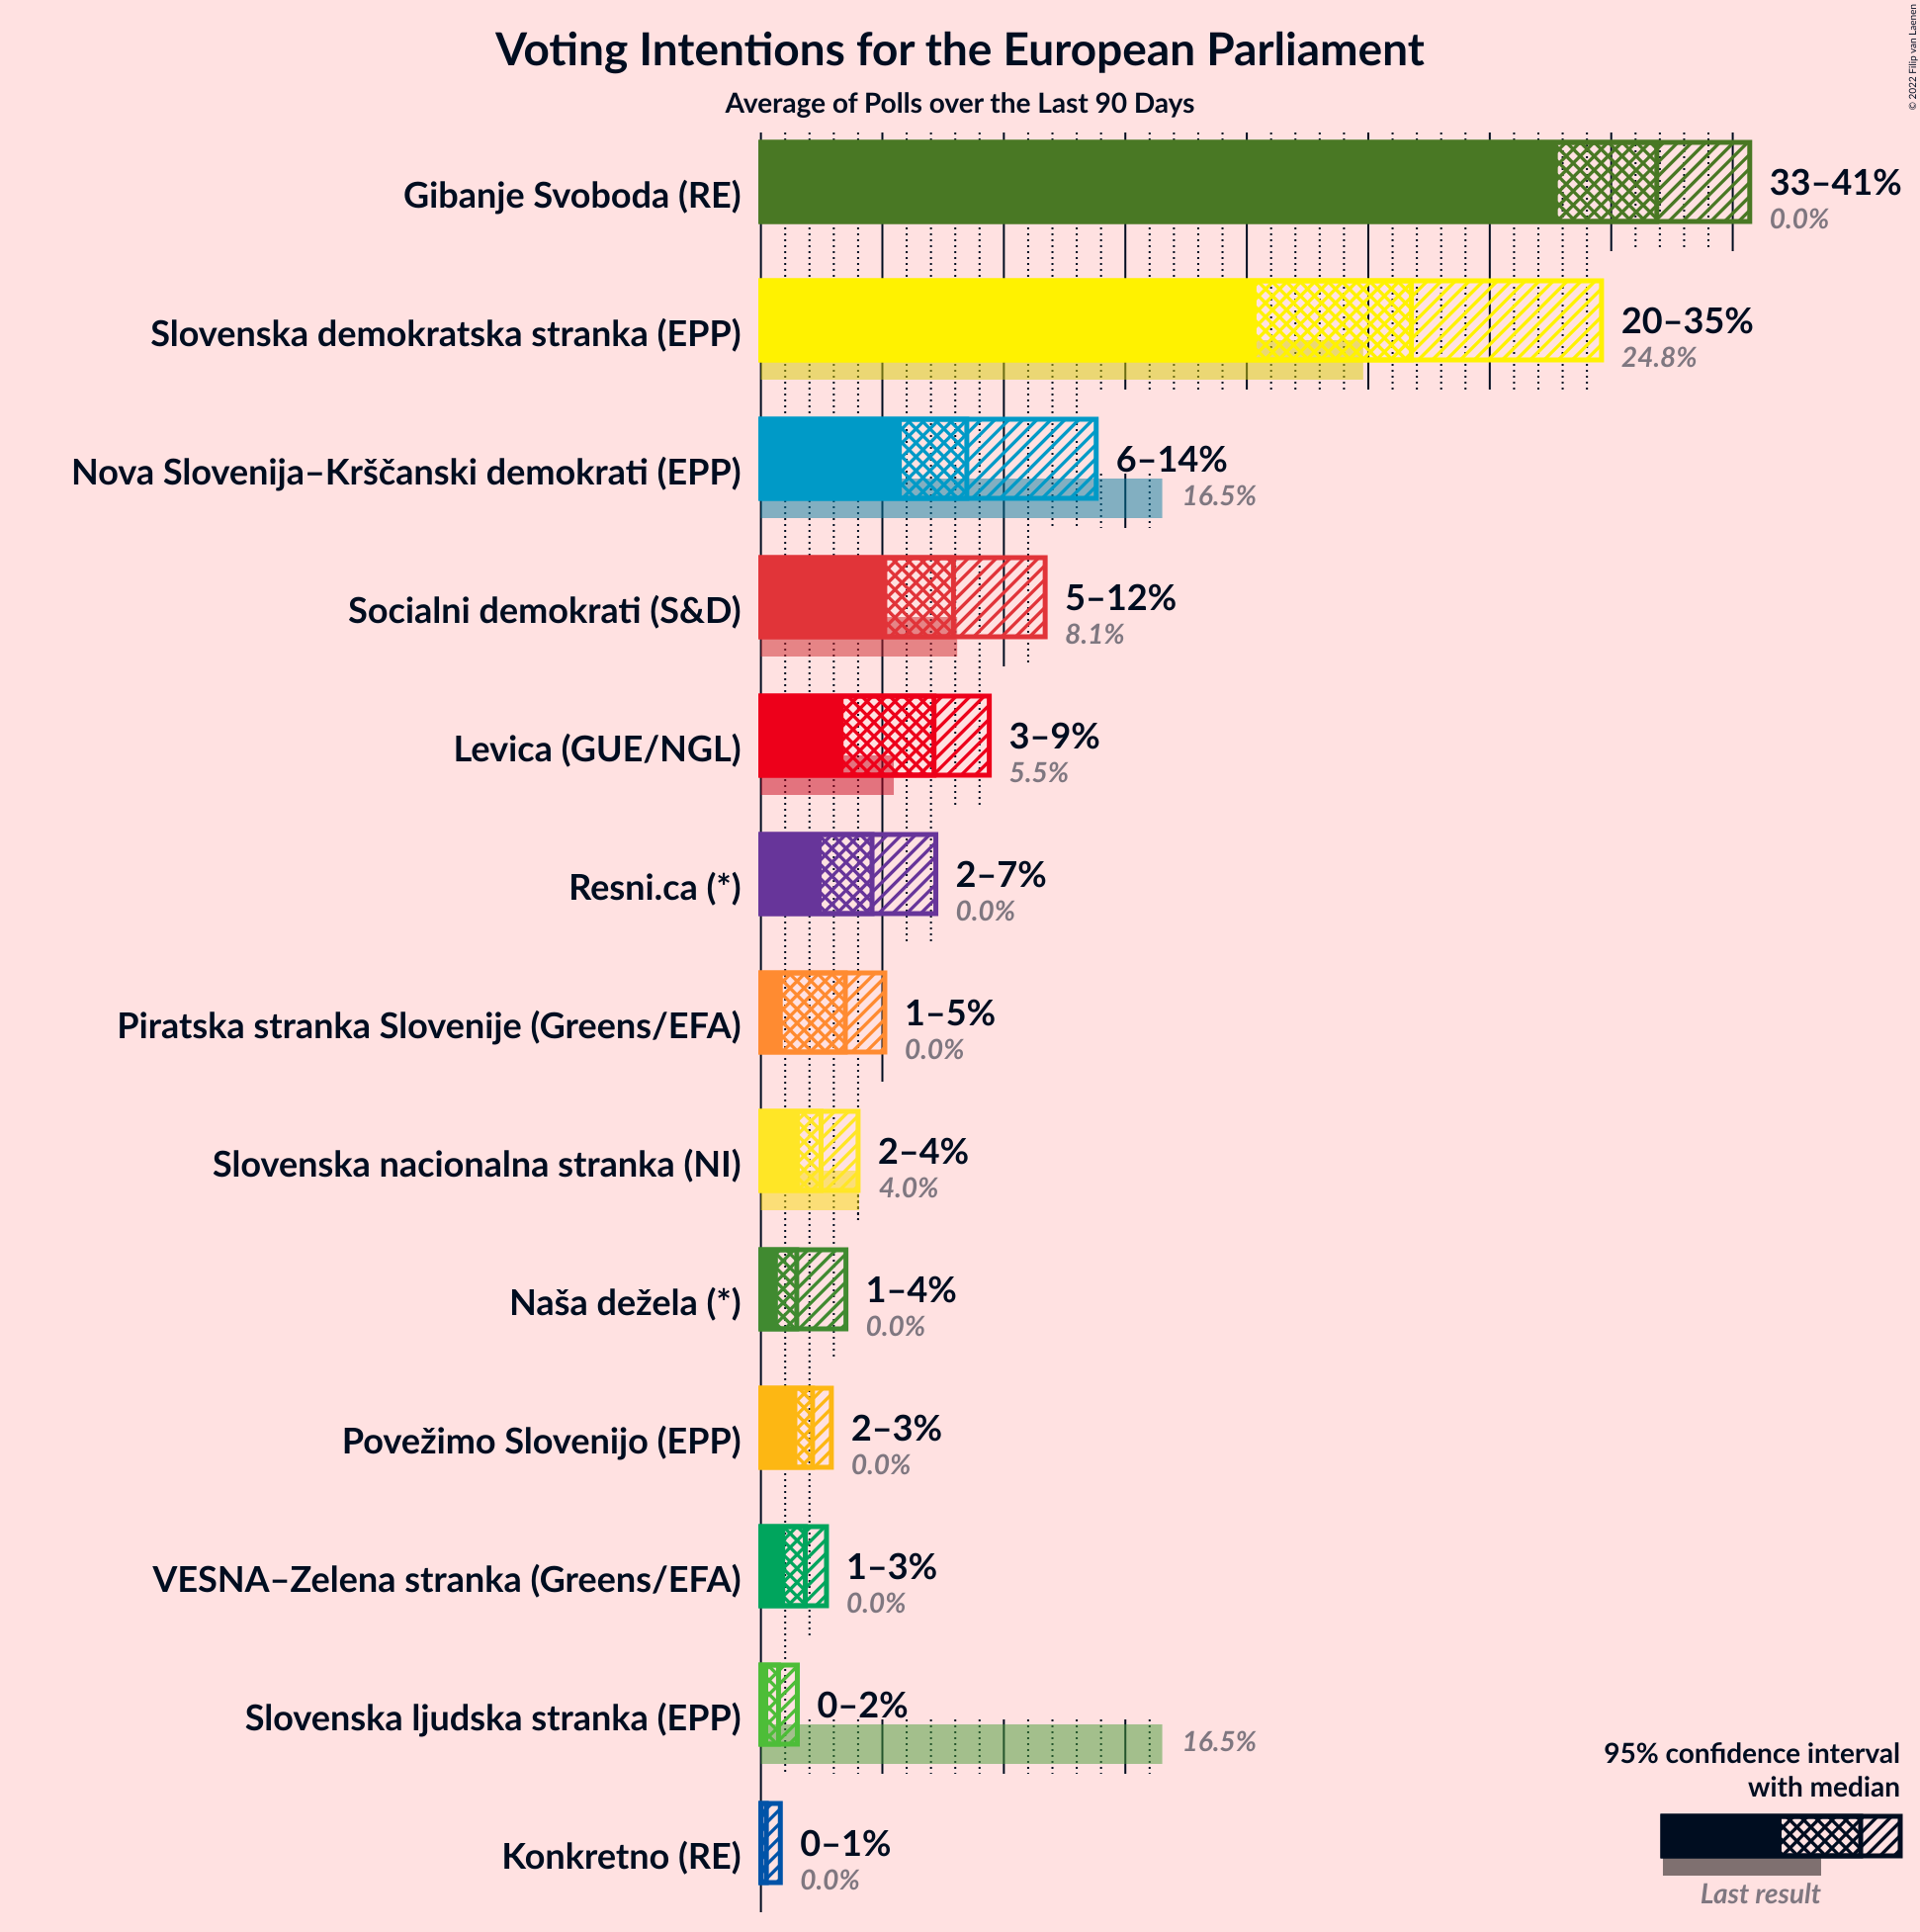 © 2022 Filip van Laenen
Voting Intentions for the European Parliament
Average of Polls over the Last 90 Days
Gibanje Svoboda (RE)
33–41%
0.0%
Slovenska demokratska stranka (EPP)
20–35%
24.8%
Nova Slovenija–Krščanski demokrati (EPP)
6–14%
16.5%
Socialni demokrati (S&D)
5–12%
8.1%
Levica (GUE/NGL)
3–9%
5.5%
Resni.ca (*)
2–7%
0.0%
Piratska stranka Slovenije (Greens/EFA)
1–5%
0.0%
Slovenska nacionalna stranka (NI)
2–4%
4.0%
Naša dežela (*)
1–4%
0.0%
Povežimo Slovenijo (EPP)
2–3%
0.0%
VESNA–Zelena stranka (Greens/EFA)
1–3%
0.0%
Slovenska ljudska stranka (EPP)
0–2%
16.5%
Konkretno (RE)
0–1%
0.0%
95% confidence interval
with median
Last result